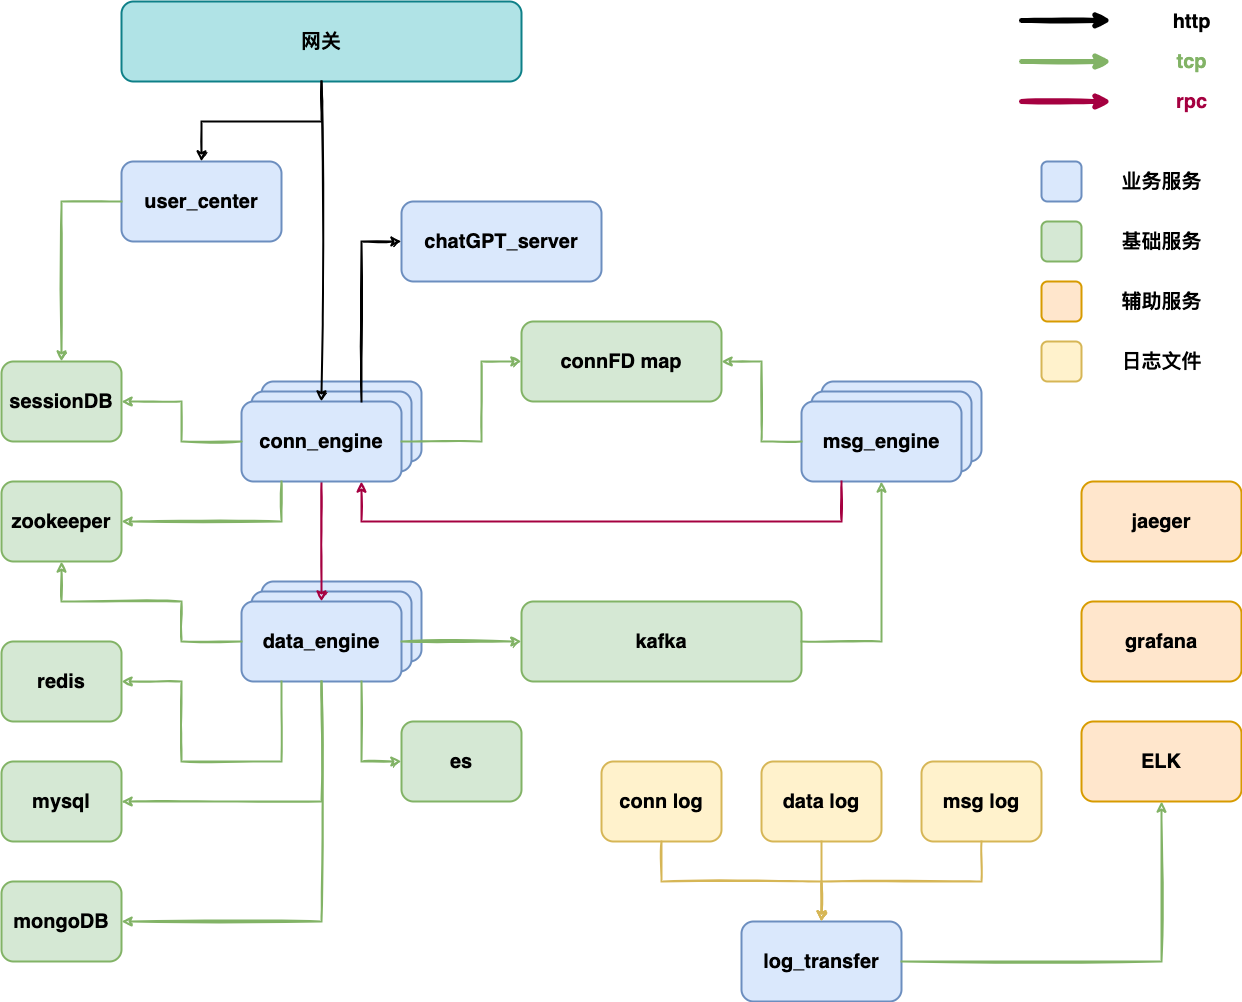 网关
http
tcp
rpc
user_center
业务服务
chatGPT_server
基础服务
辅助服务
connFD map
日志文件
sessionDB
conn_engine
msg_engine
zookeeper
jaeger
data_engine
kafka
grafana
redis
es
ELK
mysql
conn log
data log
msg log
mongoDB
log_transfer